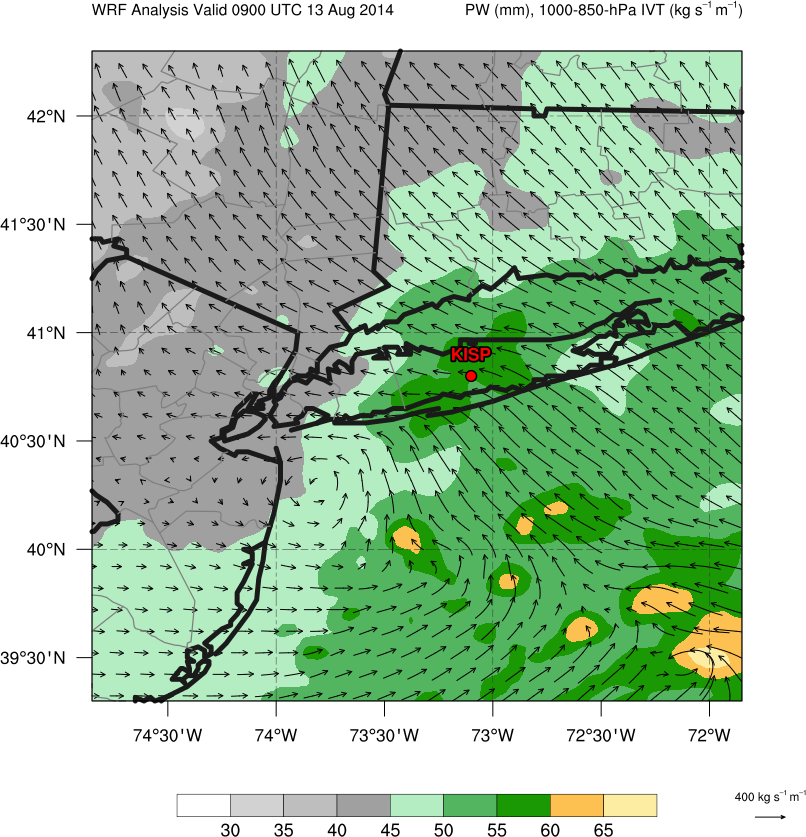 WRF Analysis Valid 0900 UTC 13 Aug 2014 PW (mm), 1000-850-hPa IVT (kg s⁻¹ m⁻¹)
42°N
41°30'N
41°N
KISP
40°30'N
40°N
39°30'N
74°30'W 74°W 73°30'W 73°W 72°30'W 72°W
400 kg s⁻¹ m⁻¹
30 35 40 45 50 55 60 65